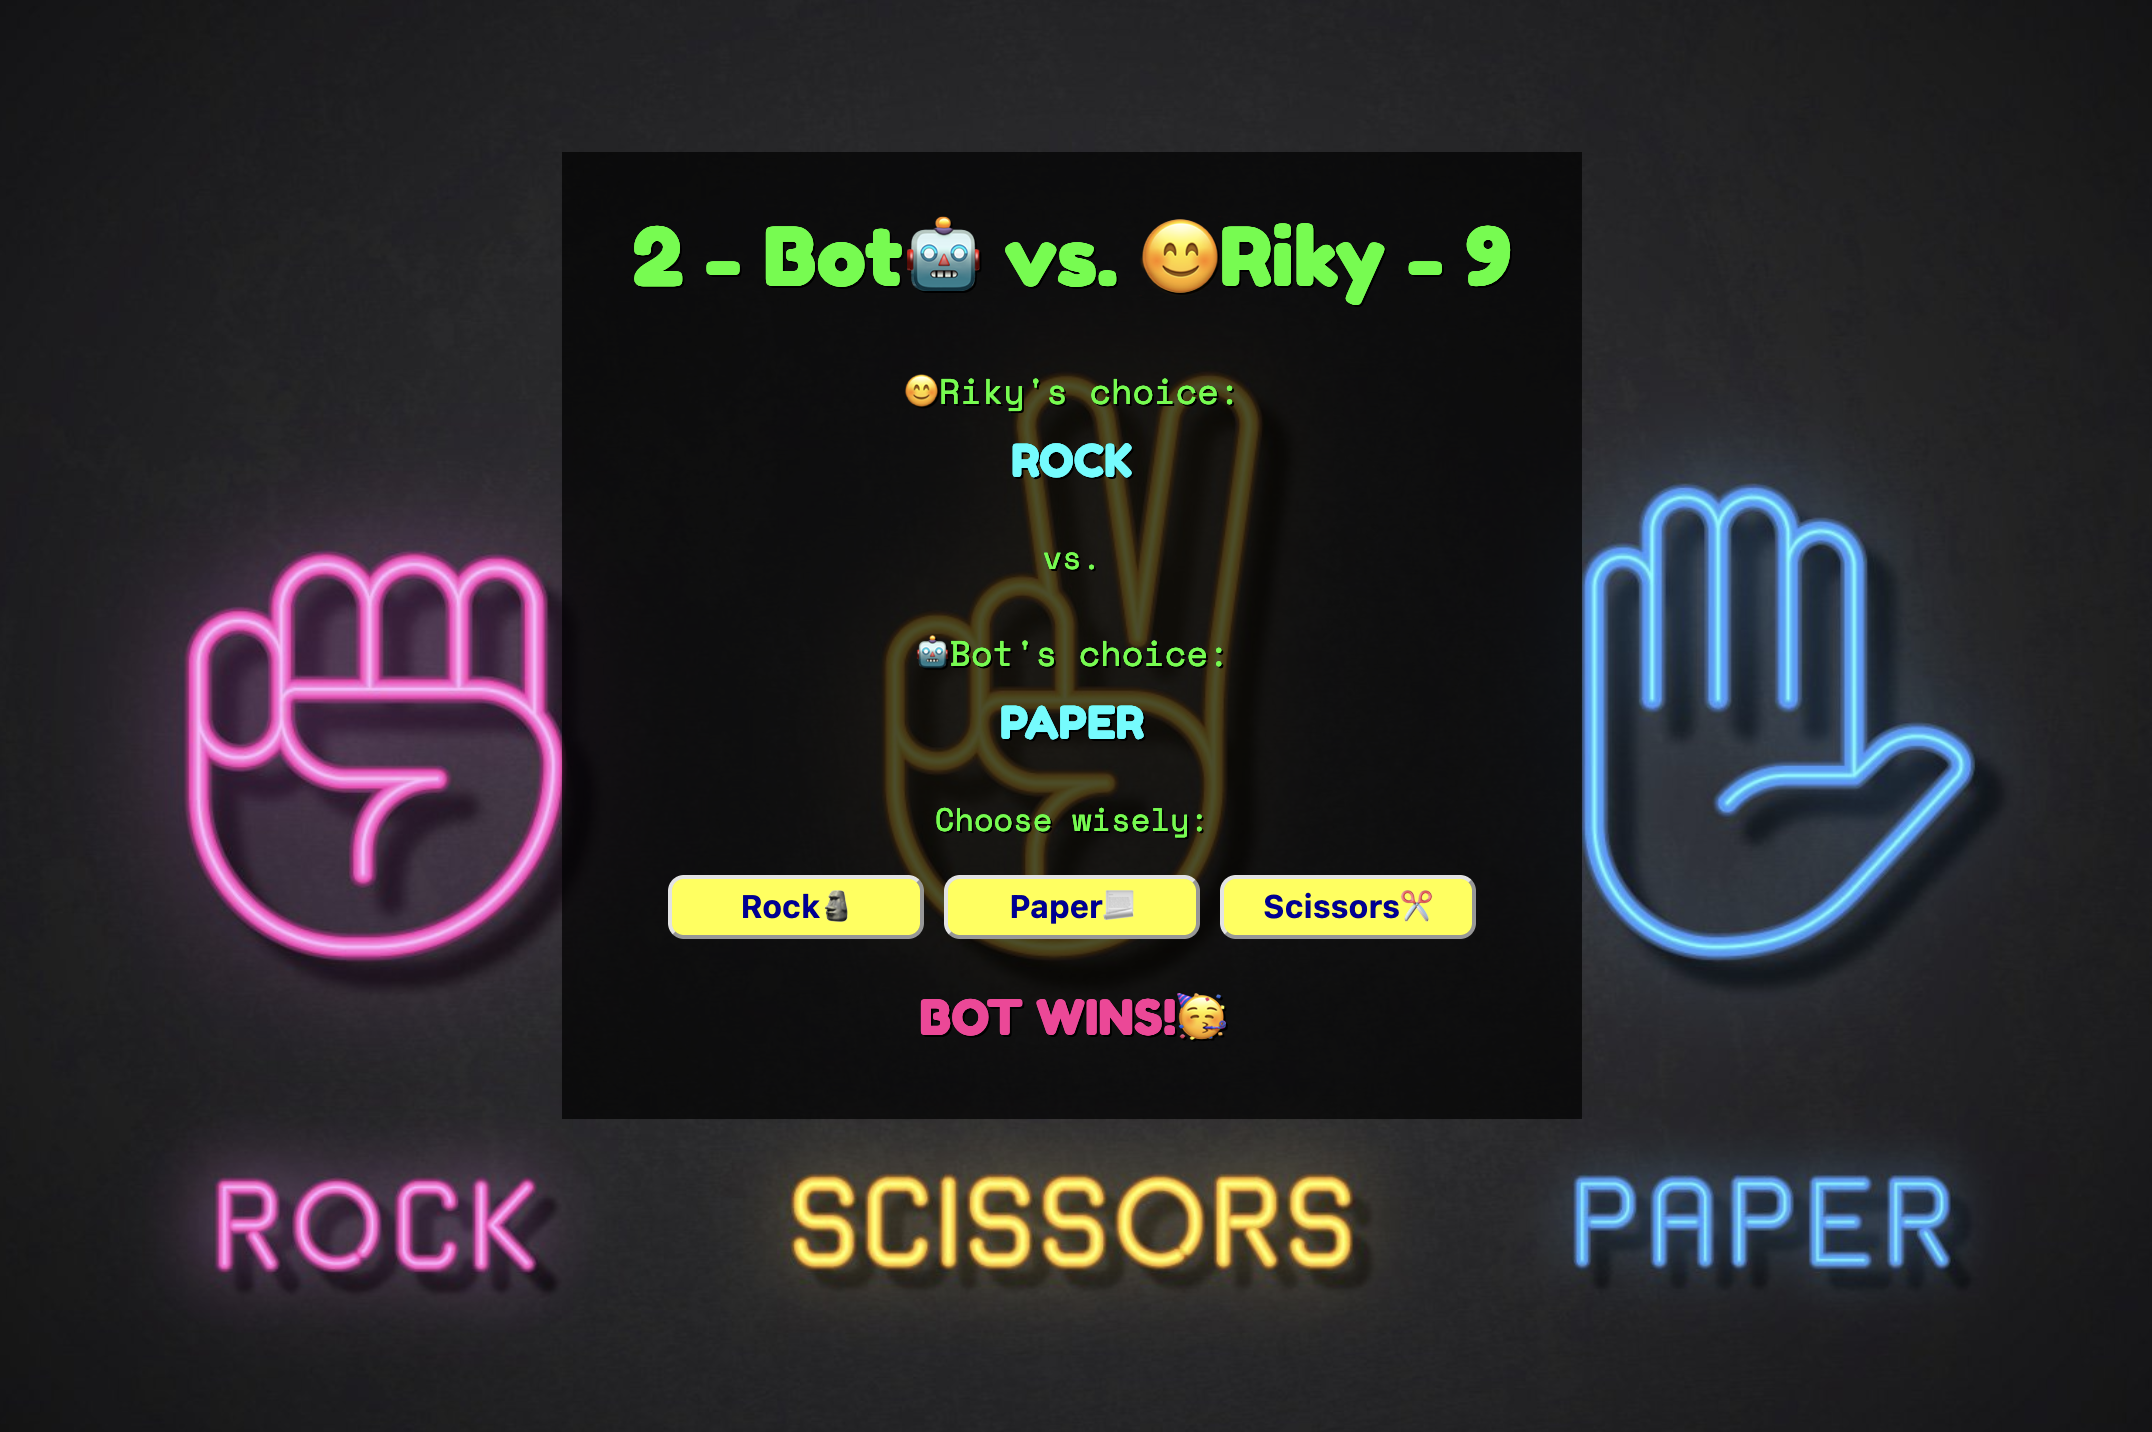 2 - Bot🤖 vs. 😊Riky - 9
😊Riky's choice:
ROCK
vs.
🤖Bot's choice:
PAPER
Choose wisely:
Rock🗿 Paper📃 Scissors✂️
BOT WINS!🥳
ROCK SCISSORS PAPER